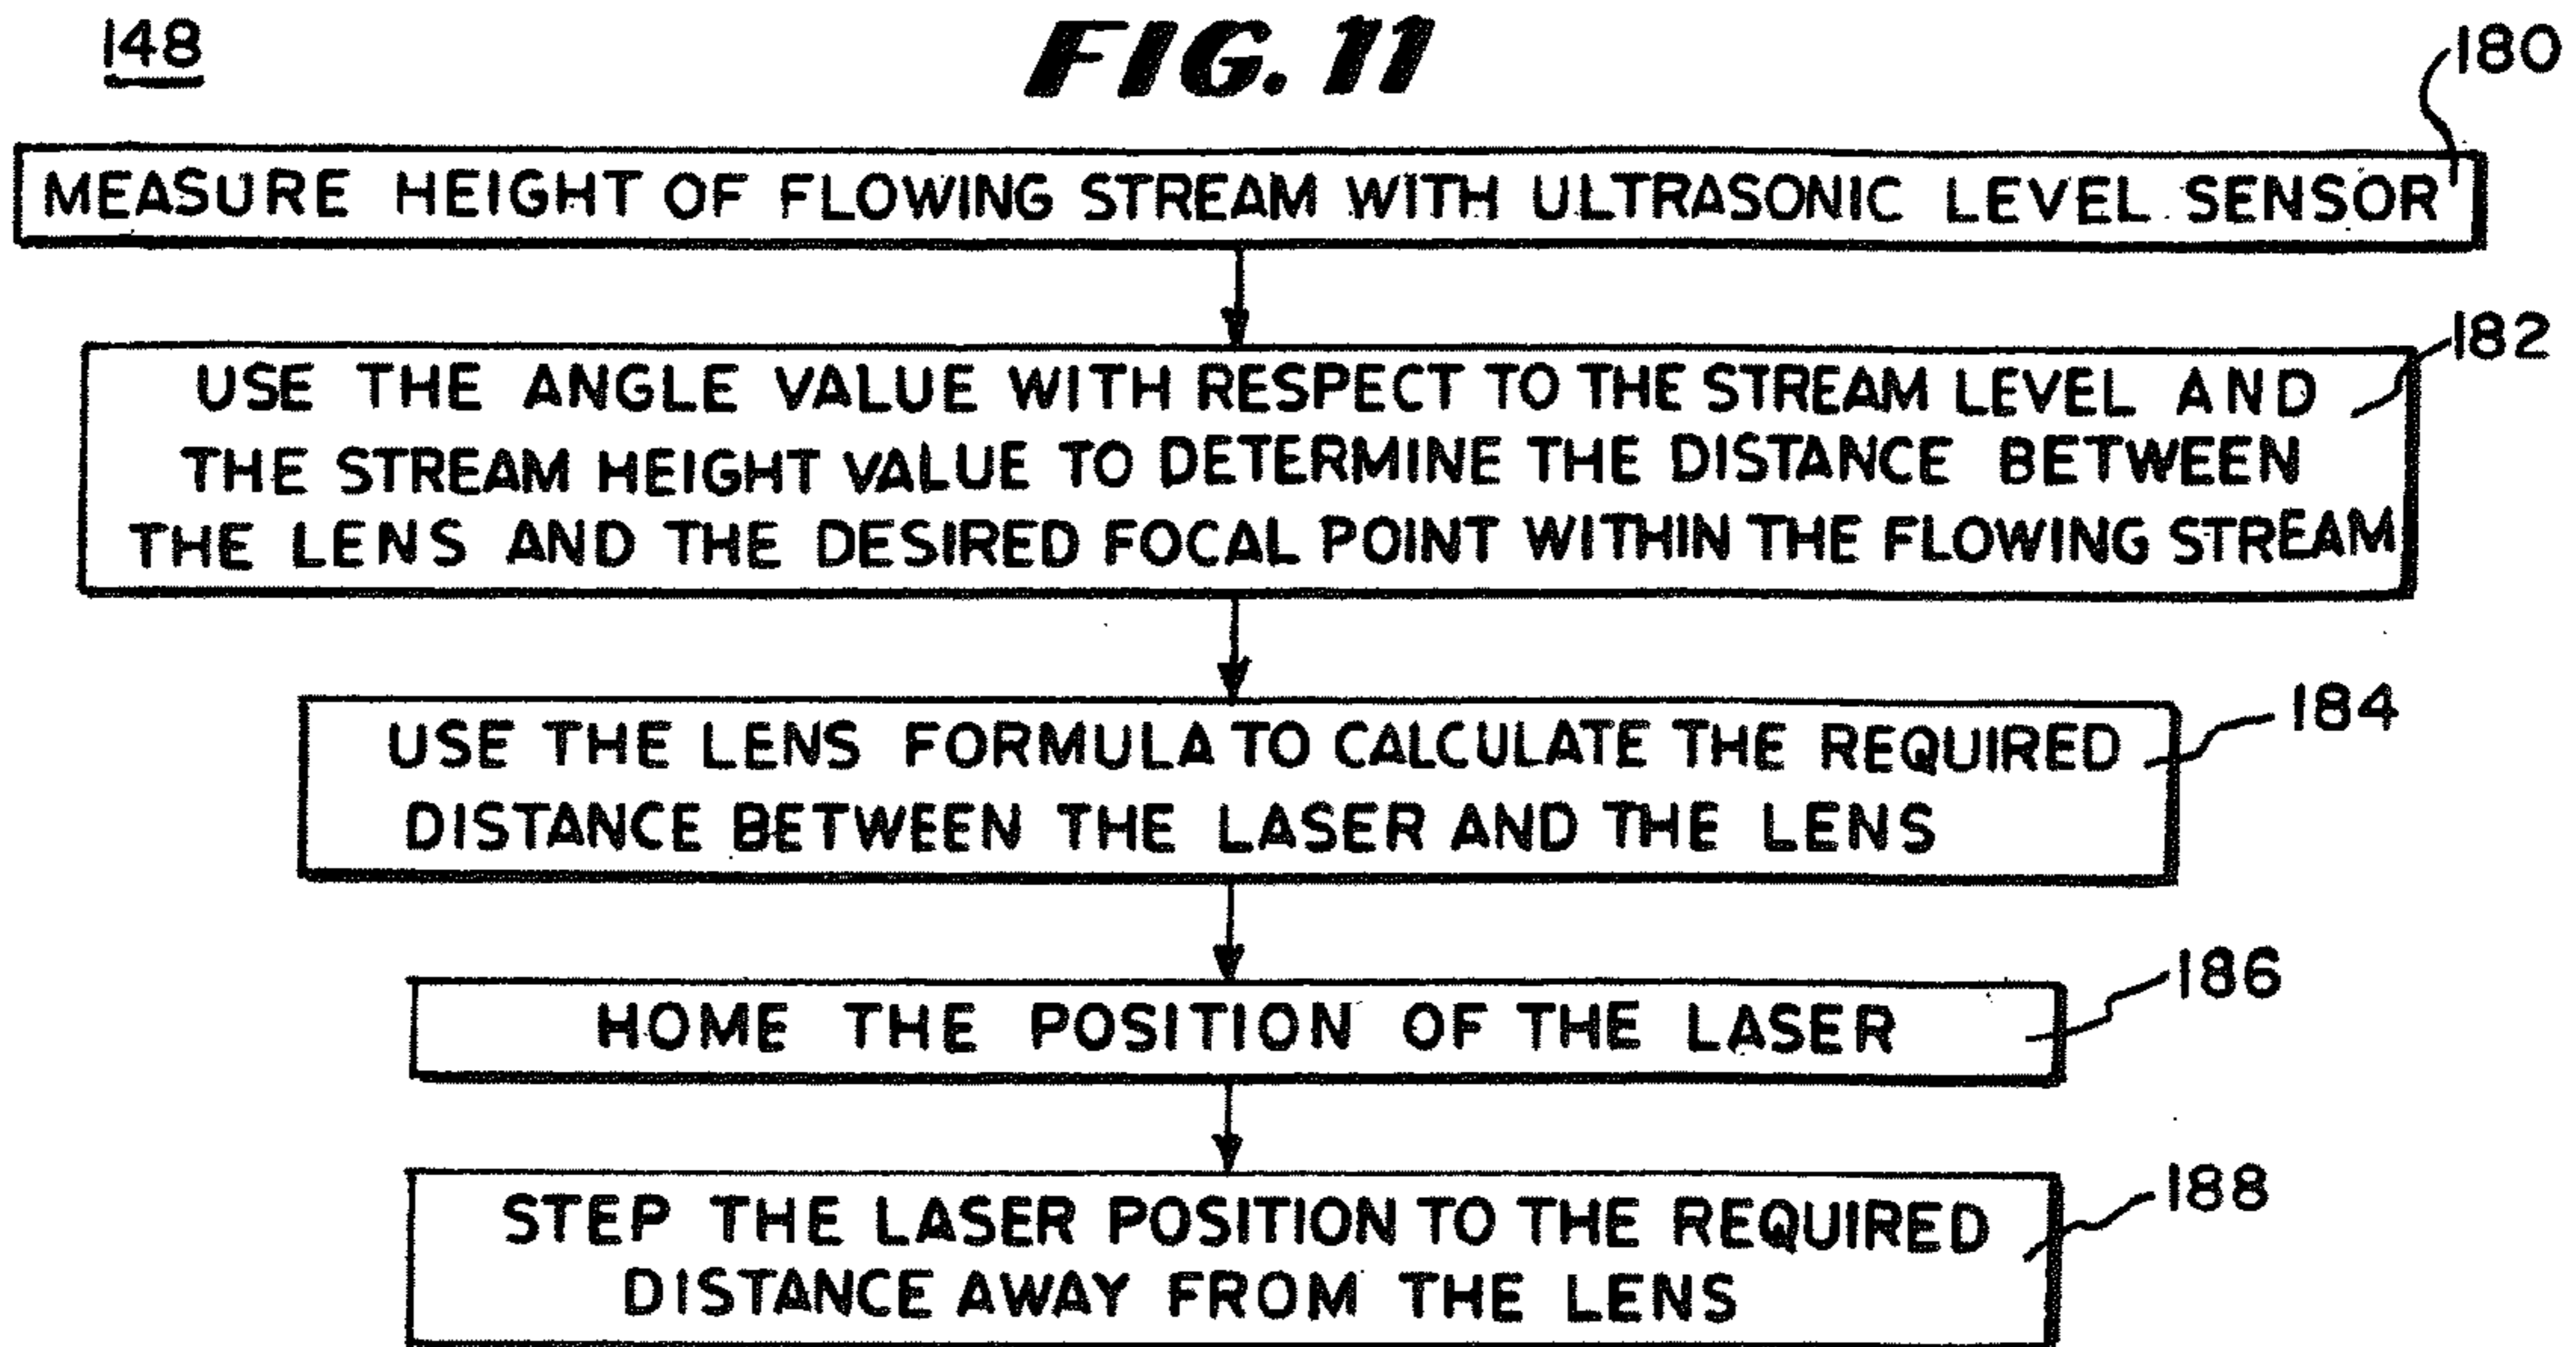 148
FIG. 11
180
MEASURE HEIGHT OF FLOWING STREAM WITH ULTRASONIC LEVEL SENSOR
182
USE THE ANGLE VALUE WITH RESPECT TO THE STREAM LEVEL AND
THE STREAM HEIGHT VALUE TO DETERMINE THE DISTANCE BETWEEN
THE LENS AND THE DESIRED FOCAL POINT WITHIN THE FLOWING STREAM
184
USE THE LENS FORMULA TO CALCULATE THE REQUIRED
DISTANCE BETWEEN THE LASER AND THE LENS
186
HOME THE POSITION OF THE LASER
188
STEP THE LASER POSITION TO THE REQUIRED
DISTANCE AWAY FROM THE LENS